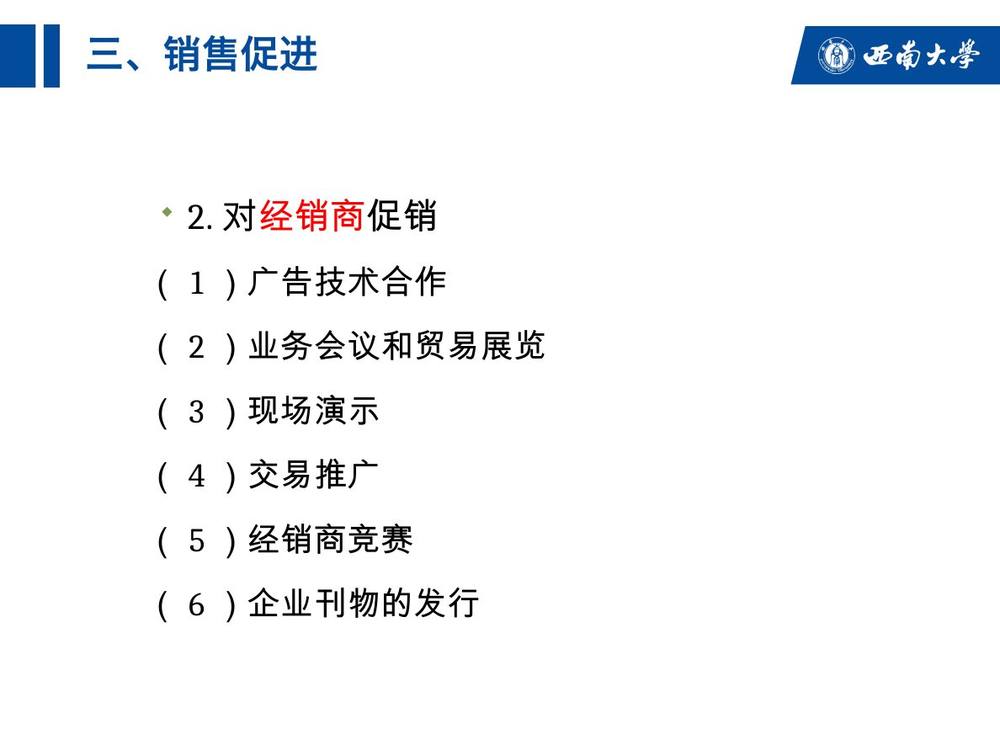 三、销售促进
西南大学
2. 对经销商促销
（1）广告技术合作
（2）业务会议和贸易展览
（3）现场演示
（4）交易推广
（5）经销商竞赛
（6）企业刊物的发行